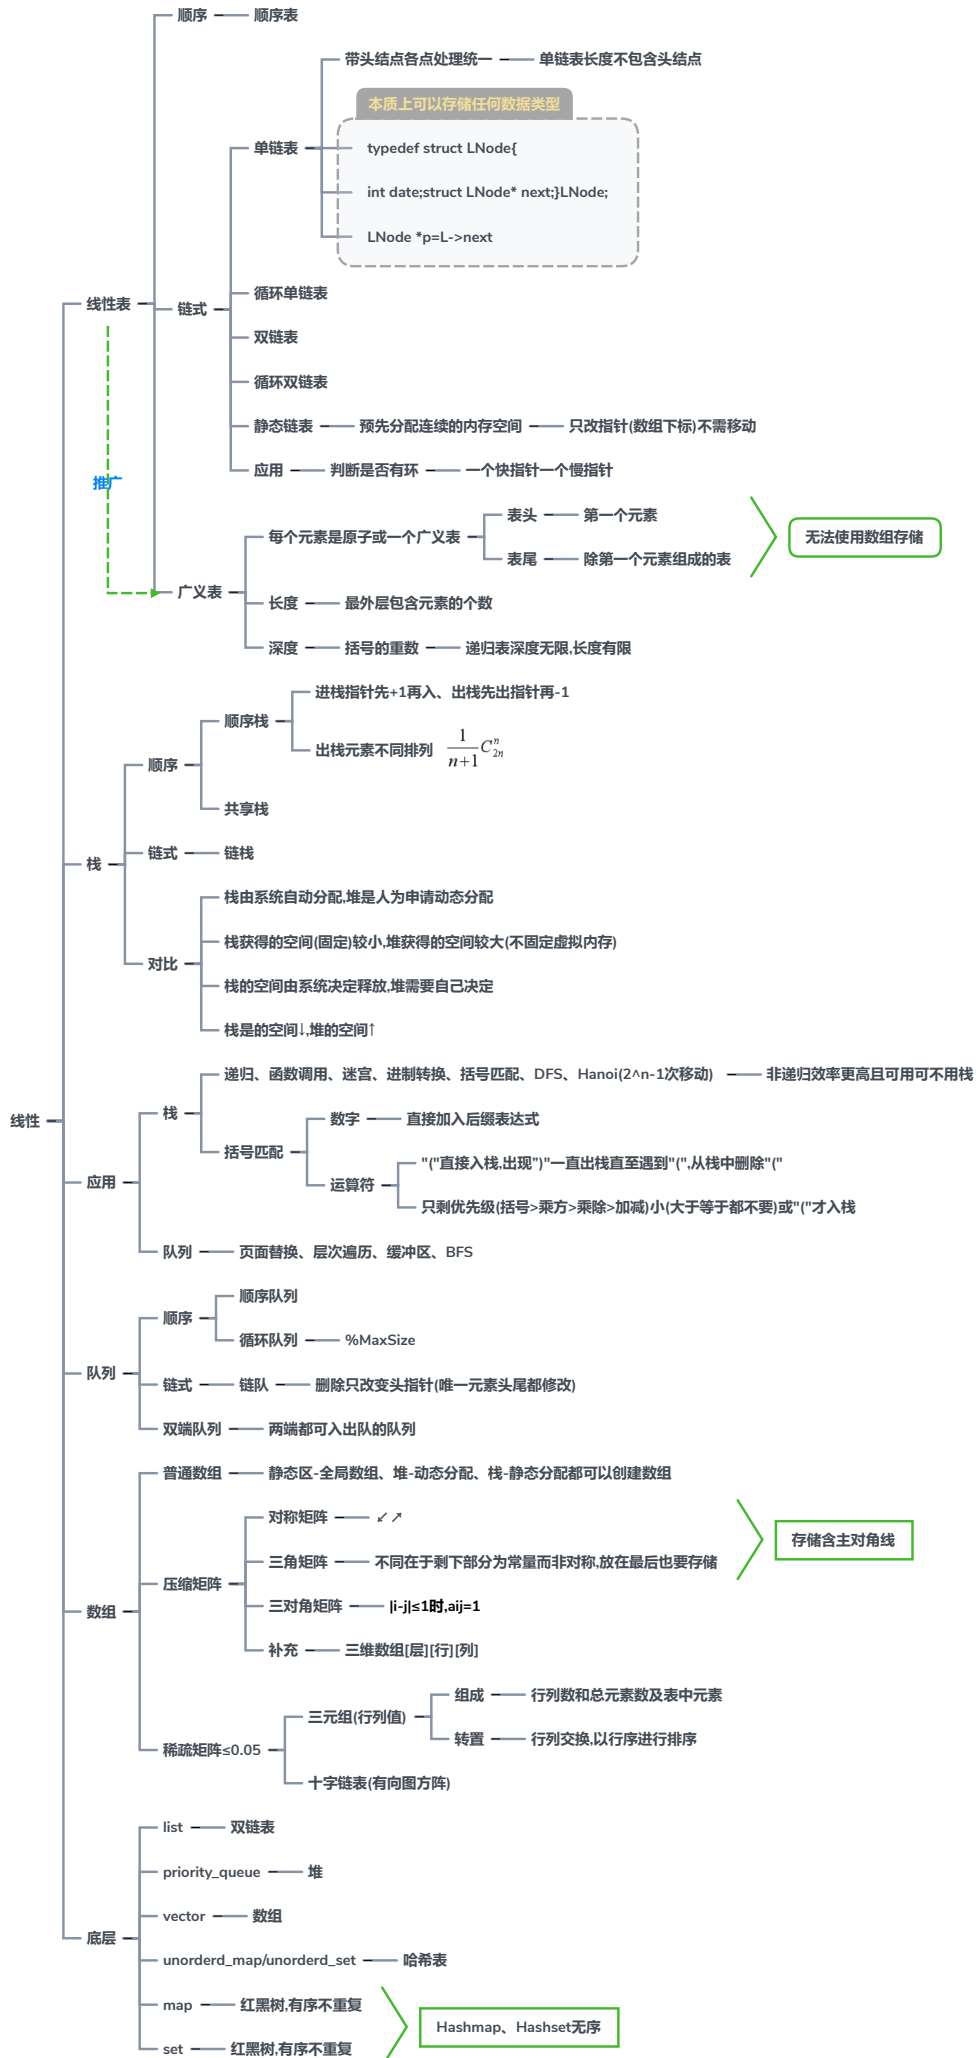 顺序
顺序表
带头结点各点处理统一
单链表长度不包含头结点
本质上可以存储任何数据类型
单链表
typedef struct LNode{
int date;struct LNode* next;}LNode;
LNode *p=L->next
循环单链表
线性表
链式
双链表
循环双链表
静态链表
预先分配连续的内存空间
只改指针(数组下标)不需移动
应用
判断是否有环
一个快指针一个慢指针
推广
表头
第一个元素
每个元素是原子或一个广义表
无法使用数组存储
表尾
除第一个元素组成的表
广义表
长度
最外层包含元素的个数
深度
括号的重数
递归表深度无限,长度有限
进栈指针先+1再入、出栈先出指针再-1
顺序栈
出栈元素不同排列
1/(n+1) C_{2n}^{n}
顺序
共享栈
链式
链栈
栈
栈由系统自动分配,堆是人为申请动态分配
栈获得的空间(固定)较小,堆获得的空间较大(不固定虚拟内存)
对比
栈的空间由系统决定释放,堆需要自己决定
栈是的空间↓,堆的空间↑
递归、函数调用、迷宫、进制转换、括号匹配、DFS、Hanoi(2^n-1次移动)
非递归效率更高且可用可不用栈
栈
线性
数字
直接加入后缀表达式
括号匹配
"("直接入栈,出现")"一直出栈直至遇到"(",从栈中删除"("
应用
运算符
只剩优先级(括号>乘方>乘除>加减)小(大于等于都不要)或"("才入栈
队列
页面替换、层次遍历、缓冲区、BFS
顺序队列
顺序
循环队列
%MaxSize
队列
链式
链队
删除只改变头指针(唯一元素头尾都修改)
双端队列
两端都可入出队的队列
普通数组
静态区-全局数组、堆-动态分配、栈-静态分配都可以创建数组
对称矩阵
↙↗
存储含主对角线
三角矩阵
不同在于剩下部分为常量而非对称,放在最后也要存储
压缩矩阵
三对角矩阵
|i-j|≤1时,aij=1
数组
补充
三维数组[层][行][列]
组成
行列数和总元素数及表中元素
三元组(行列值)
转置
行列交换,以行序进行排序
稀疏矩阵≤0.05
十字链表(有向图方阵)
list
双链表
priority_queue
堆
vector
数组
底层
unorderd_map/unorderd_set
哈希表
map
红黑树,有序不重复
Hashmap、Hashset无序
set
红黑树,有序不重复